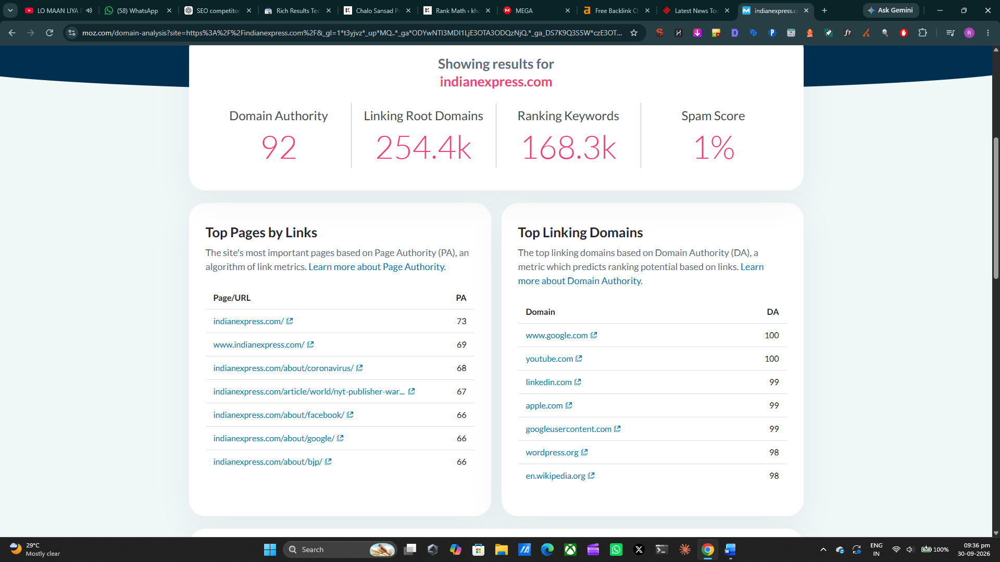 LO MAAN LIYA
(58) WhatsApp
SEO competitor
Rich Results Tes
Chalo Sansad P
Rank Math ‹ kha
MEGA
Free Backlink C
Latest News Tod
indianexpress.co
Ask Gemini
moz.com/domain-analysis?site=https%3A%2F%2Findianexpress.com%2F&_gl=1*t3yjvz*_up*MQ..*_ga*ODYwNTI3MDI1LjE3OTA3ODQzNjQ.*_ga_DS7K9Q3S5W*czE3OT...
Showing results for
indianexpress.com
Domain Authority
92
Linking Root Domains
254.4k
Ranking Keywords
168.3k
Spam Score
1%
Top Pages by Links
The site's most important pages based on Page Authority (PA), an
algorithm of link metrics. Learn more about Page Authority.
Page/URL PA
indianexpress.com/ 73
www.indianexpress.com/ 69
indianexpress.com/about/coronavirus/ 68
indianexpress.com/article/world/nyt-publisher-war... 67
indianexpress.com/about/facebook/ 66
indianexpress.com/about/google/ 66
indianexpress.com/about/bjp/ 66
Top Linking Domains
The top linking domains based on Domain Authority (DA), a
metric which predicts ranking potential based on links. Learn
more about Domain Authority.
Domain DA
www.google.com 100
youtube.com 100
linkedin.com 99
apple.com 99
googleusercontent.com 99
wordpress.org 98
en.wikipedia.org 98
29°C
Mostly clear
Search
ENG
IN
100%
09:36 pm
30-09-2026